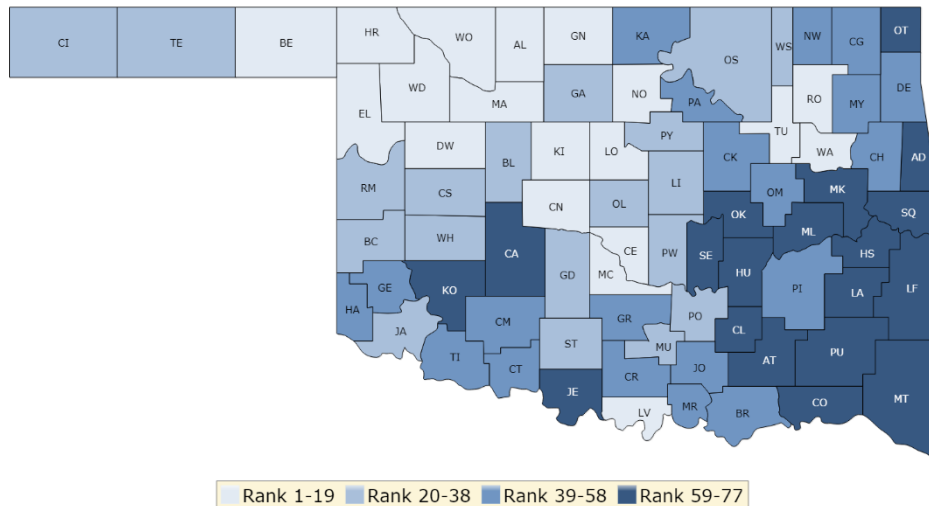 HR WO AL GN KA WS NW CG OT
CI TE BE OS
WD MA GA NO PA RO MY DE
EL
DW BL KI LO PY CK TU WA CH AD
RM CS CN OL LI OM MK
OK SQ
BC WH CA CE PW SE ML HS
GD MC HU PI LA LF
HA GE KO CM GR PO CL
JA TI CT ST MU JO AT PU
JE CR LV MR BR CO MT
Rank 1-19 Rank 20-38 Rank 39-58 Rank 59-77